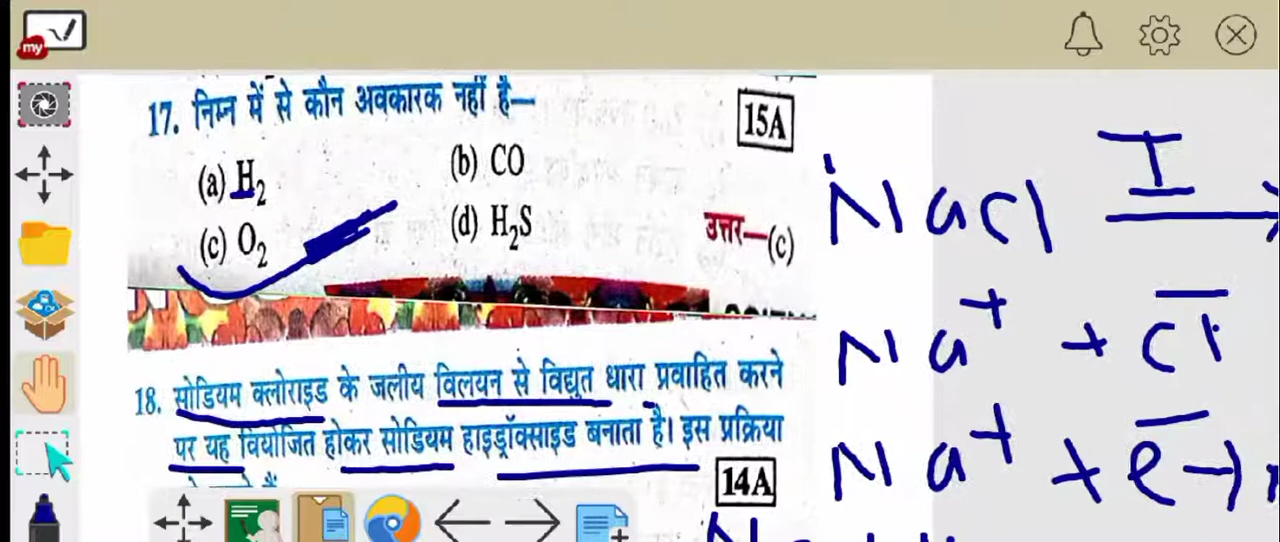 my
17. निम्न में से कौन अवकारक नहीं है—
15A
(a) H₂
(b) CO
(c) O₂
(d) H₂S
उत्तर—(c)
18. सोडियम क्लोराइड के जलीय विलयन से विद्युत धारा प्रवाहित करने
पर यह वियोजित होकर सोडियम हाइड्रॉक्साइड बनाता है। इस प्रक्रिया
14A
NaCl I →
Na⁺ + Cl⁻
Na⁺ + e⁻ →